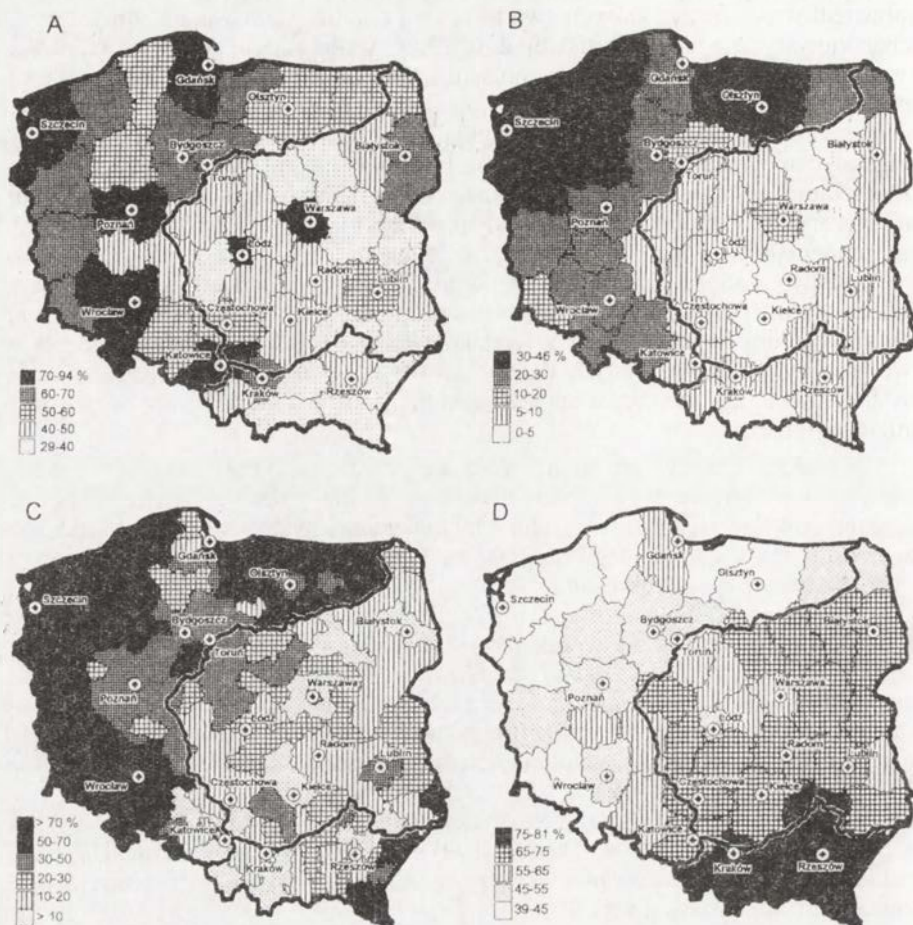 A
Gdańsk
Szczecin
Olsztyn
Bydgoszcz
Białystok
Toruń
Poznań
Warszawa
Łódź
Radom
Lublin
Wrocław
Częstochowa
Kielce
Katowice
Kraków
Rzeszów
70-94 %
60-70
50-60
40-50
29-40
B
Gdańsk
Olsztyn
Szczecin
Bydgoszcz
Białystok
Toruń
Poznań
Warszawa
Łódź
Radom
Lublin
Wrocław
Częstochowa
Kielce
Katowice
Kraków
Rzeszów
30-46 %
20-30
10-20
5-10
0-5
C
Gdańsk
Olsztyn
Szczecin
Bydgoszcz
Białystok
Toruń
Poznań
Warszawa
Łódź
Radom
Lublin
Wrocław
Częstochowa
Kielce
Katowice
Kraków
Rzeszów
> 70 %
50-70
30-50
20-30
10-20
> 10
D
Gdańsk
Olsztyn
Szczecin
Bydgoszcz
Białystok
Toruń
Poznań
Warszawa
Łódź
Radom
Lublin
Wrocław
Częstochowa
Kielce
Katowice
Kraków
Rzeszów
75-81 %
65-75
55-65
45-55
39-45